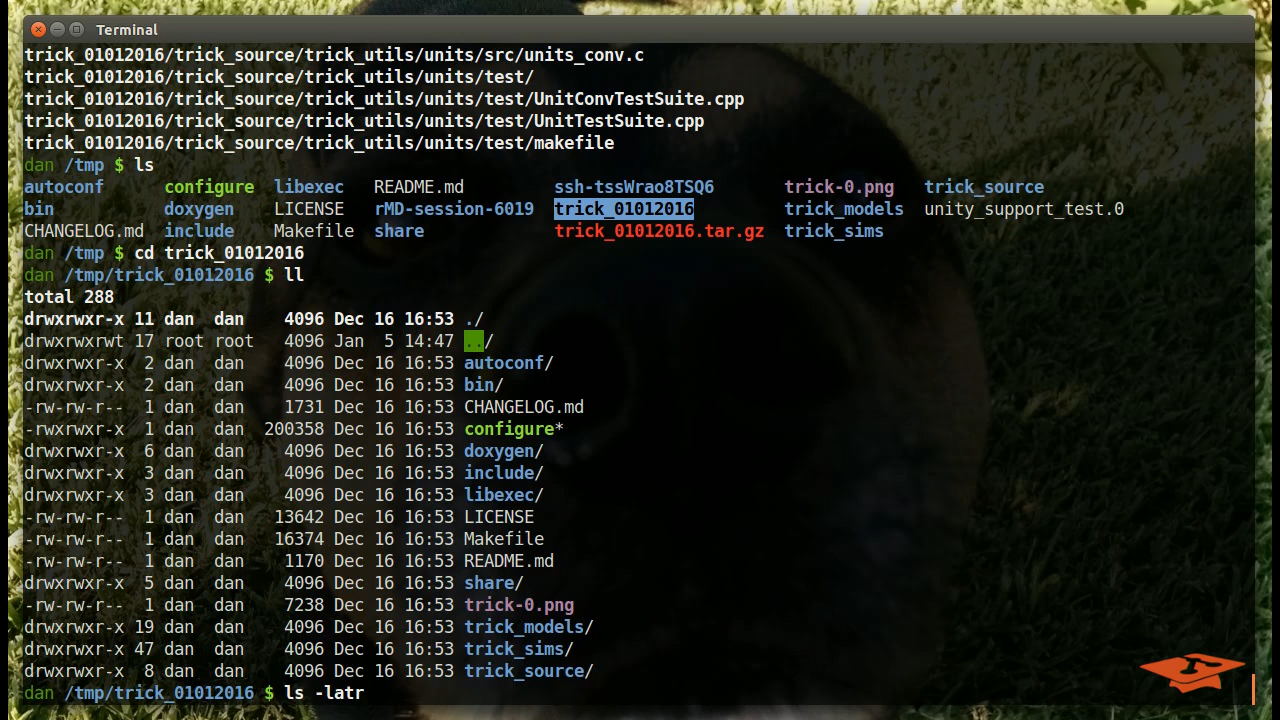 Terminal
trick_01012016/trick_source/trick_utils/units/src/units_conv.c
trick_01012016/trick_source/trick_utils/units/test/
trick_01012016/trick_source/trick_utils/units/test/UnitConvTestSuite.cpp
trick_01012016/trick_source/trick_utils/units/test/UnitTestSuite.cpp
trick_01012016/trick_source/trick_utils/units/test/makefile
dan /tmp $ ls
autoconf      configure  libexec   README.md         ssh-tssWrao8TSQ6       trick-0.png   trick_source
bin           doxygen    LICENSE   rMD-session-6019  trick_01012016         trick_models  unity_support_test.0
CHANGELOG.md  include    Makefile  share             trick_01012016.tar.gz  trick_sims
dan /tmp $ cd trick_01012016
dan /tmp/trick_01012016 $ ll
total 288
drwxrwxr-x 11 dan  dan    4096 Dec 16 16:53 ./
drwxrwxrwt 17 root root   4096 Jan  5 14:47 ../
drwxrwxr-x  2 dan  dan    4096 Dec 16 16:53 autoconf/
drwxrwxr-x  2 dan  dan    4096 Dec 16 16:53 bin/
-rw-rw-r--  1 dan  dan    1731 Dec 16 16:53 CHANGELOG.md
-rwxrwxr-x  1 dan  dan  200358 Dec 16 16:53 configure*
drwxrwxr-x  6 dan  dan    4096 Dec 16 16:53 doxygen/
drwxrwxr-x  3 dan  dan    4096 Dec 16 16:53 include/
drwxrwxr-x  3 dan  dan    4096 Dec 16 16:53 libexec/
-rw-rw-r--  1 dan  dan   13642 Dec 16 16:53 LICENSE
-rw-rw-r--  1 dan  dan   16374 Dec 16 16:53 Makefile
-rw-rw-r--  1 dan  dan    1170 Dec 16 16:53 README.md
drwxrwxr-x  5 dan  dan    4096 Dec 16 16:53 share/
-rw-rw-r--  1 dan  dan    7238 Dec 16 16:53 trick-0.png
drwxrwxr-x 19 dan  dan    4096 Dec 16 16:53 trick_models/
drwxrwxr-x 47 dan  dan    4096 Dec 16 16:53 trick_sims/
drwxrwxr-x  8 dan  dan    4096 Dec 16 16:53 trick_source/
dan /tmp/trick_01012016 $ ls -latr